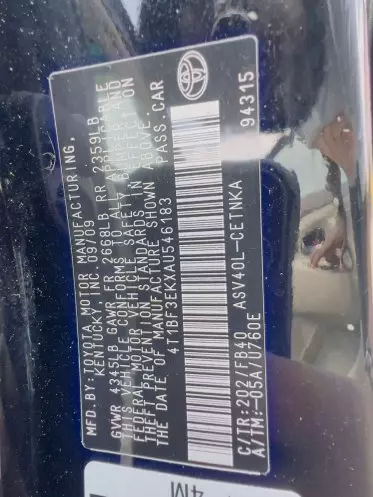 MFD. BY: TOYOTA MOTOR MANUFACTURING,
KENTUCKY, INC. 09/09
GVWR 4345LB GAWR FR 2668LB RR 2359LB
THIS VEHICLE CONFORMS TO ALL APPLICABLE
FEDERAL MOTOR VEHICLE SAFETY, BUMPER, AND
THEFT PREVENTION STANDARDS IN EFFECT ON
THE DATE OF MANUFACTURE SHOWN ABOVE.
4T1BF3EKXAU546183 PASS.CAR
ASV40L-CETNKA
C/TR:202/FB40
A/TM:-05A/U760E 94315
4M